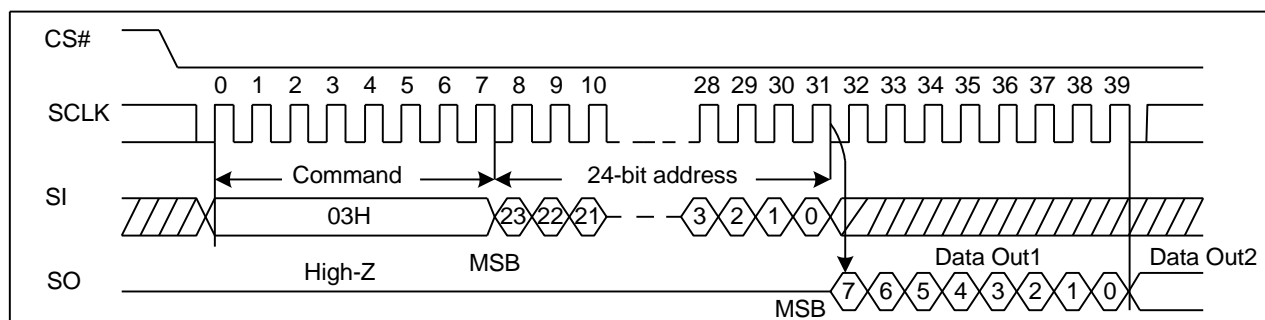 CS#
0 1 2 3 4 5 6 7 8 9 10 28 29 30 31 32 33 34 35 36 37 38 39
SCLK
Command 24-bit address
SI
03H 23 22 21 3 2 1 0
High-Z MSB Data Out1 Data Out2
SO
MSB 7 6 5 4 3 2 1 0